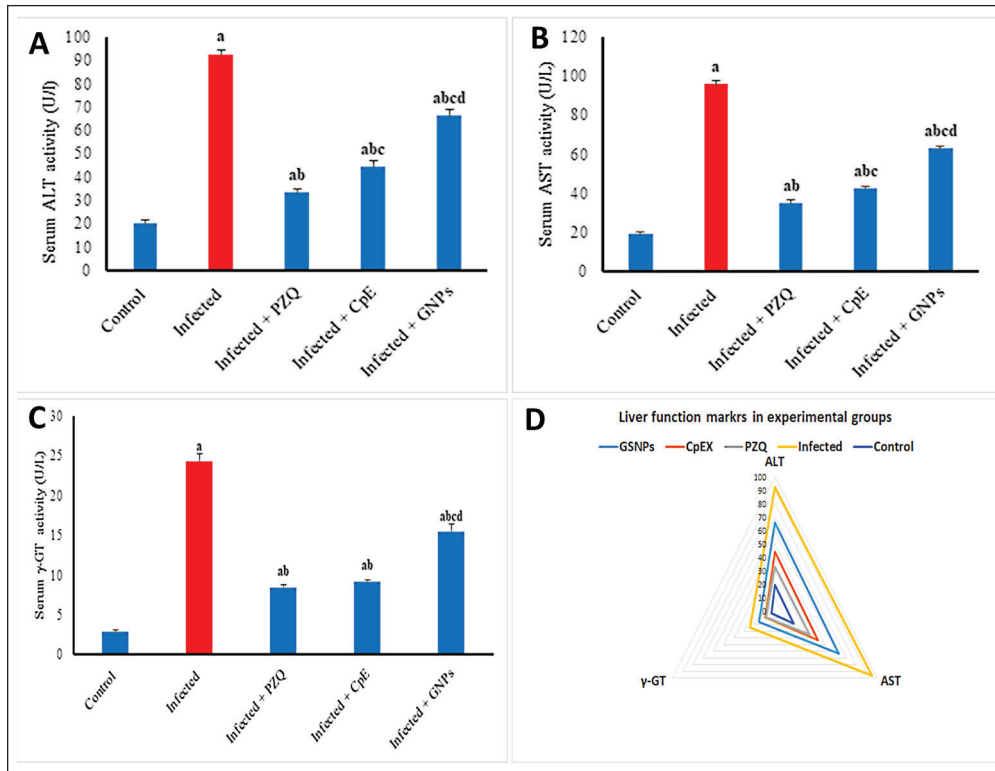 A
Serum ALT activity (U/l)
100
90
80
70
60
50
40
30
20
10
0
a
ab
abc
abcd
Control
Infected
Infected + PZQ
Infected + CpE
Infected + GNPs
B
Serum AST activity (U/L)
120
100
80
60
40
20
0
a
ab
abc
abcd
Control
Infected
Infected + PZQ
Infected + CpE
Infected + GNPs
C
Serum γ-GT activity (U/L)
30
25
20
15
10
5
0
a
ab
ab
abcd
Control
Infected
Infected + PZQ
Infected + CpE
Infected + GNPs
D
Liver function markrs in experimental groups
GSNPs CpEX PZQ Infected Control
ALT
100
90
80
70
60
50
40
30
20
10
0
γ-GT
AST